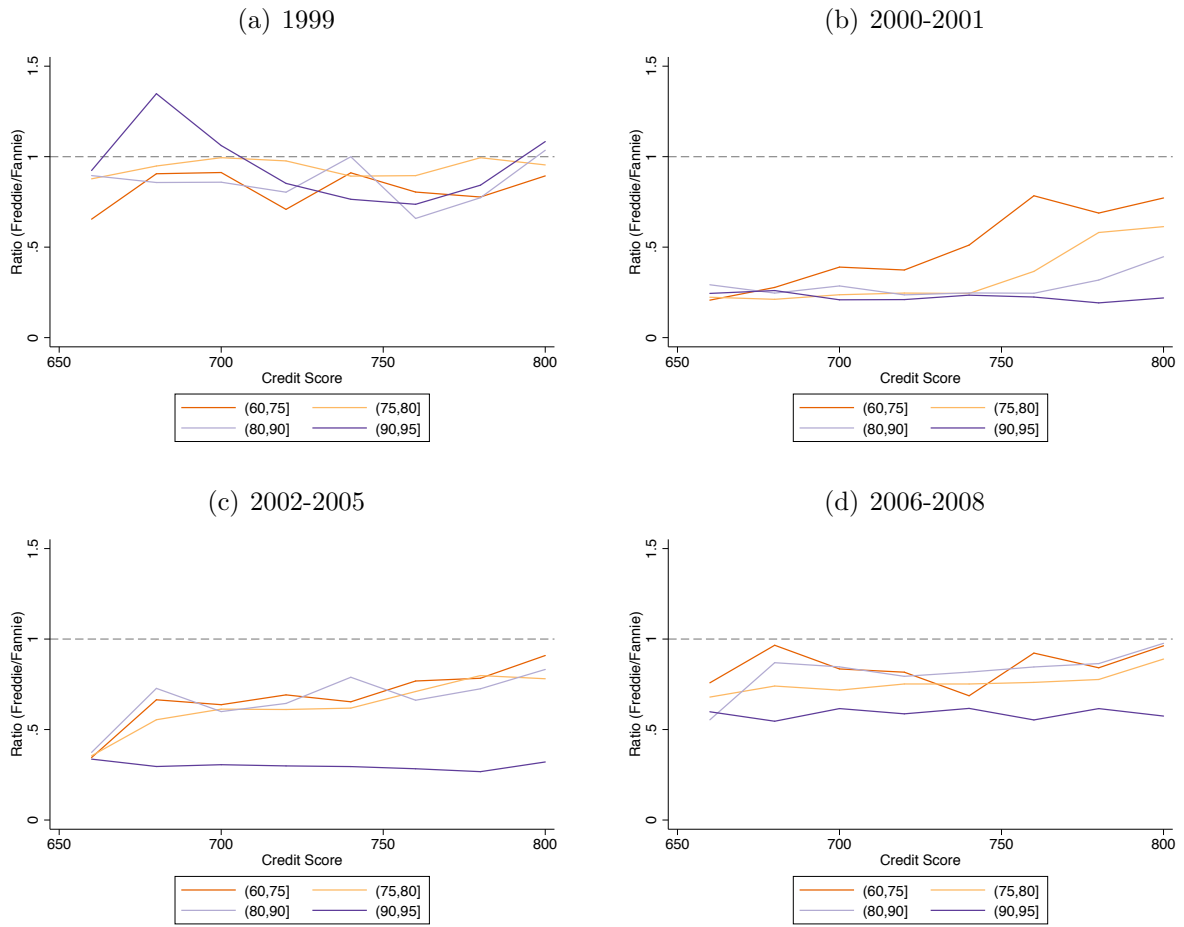 (a) 1999
Ratio (Freddie/Fannie)
0 .5 1 1.5
650 700 750 800
Credit Score
(60,75] (75,80]
(80,90] (90,95]
(b) 2000-2001
Ratio (Freddie/Fannie)
0 .5 1 1.5
650 700 750 800
Credit Score
(60,75] (75,80]
(80,90] (90,95]
(c) 2002-2005
Ratio (Freddie/Fannie)
0 .5 1 1.5
650 700 750 800
Credit Score
(60,75] (75,80]
(80,90] (90,95]
(d) 2006-2008
Ratio (Freddie/Fannie)
0 .5 1 1.5
650 700 750 800
Credit Score
(60,75] (75,80]
(80,90] (90,95]